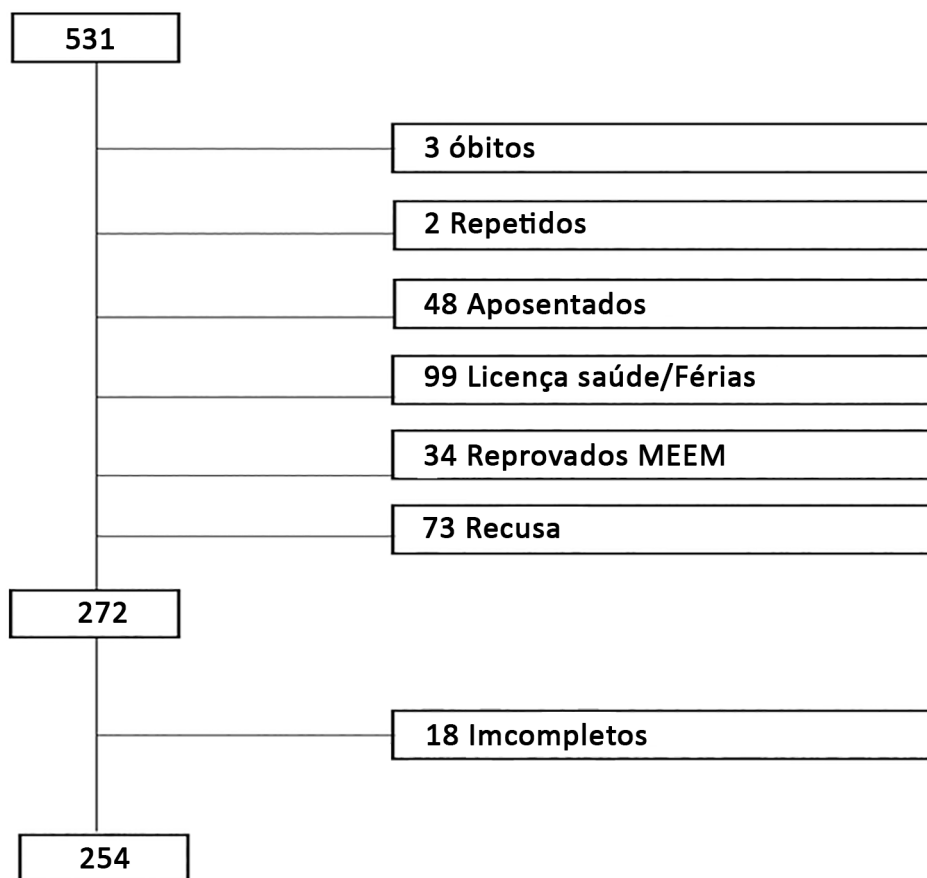 531
3 óbitos
2 Repetidos
48 Aposentados
99 Licença saúde/Férias
34 Reprovados MEEM
73 Recusa
272
18 Imcompletos
254